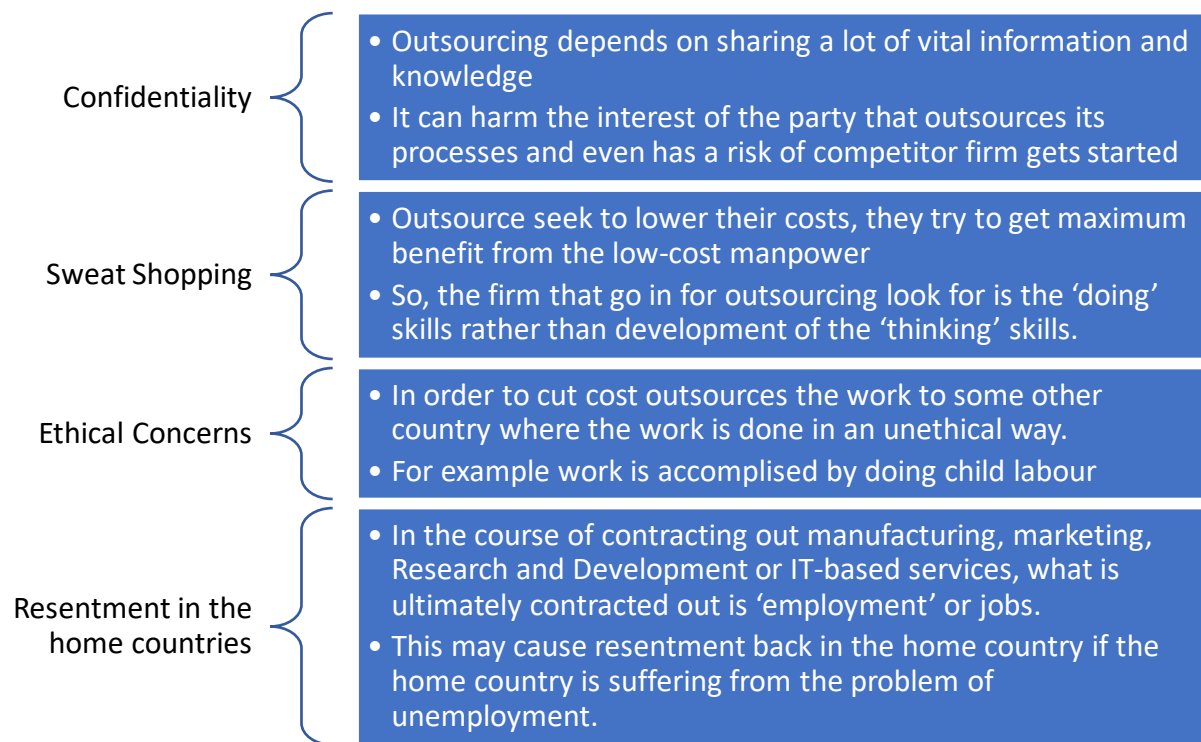 Confidentiality
• Outsourcing depends on sharing a lot of vital information and
knowledge
• It can harm the interest of the party that outsources its
processes and even has a risk of competitor firm gets started
Sweat Shopping
• Outsource seek to lower their costs, they try to get maximum
benefit from the low-cost manpower
• So, the firm that go in for outsourcing look for is the ‘doing’
skills rather than development of the ‘thinking’ skills.
Ethical Concerns
• In order to cut cost outsources the work to some other
country where the work is done in an unethical way.
• For example work is accomplised by doing child labour
Resentment in the
home countries
• In the course of contracting out manufacturing, marketing,
Research and Development or IT-based services, what is
ultimately contracted out is ‘employment’ or jobs.
• This may cause resentment back in the home country if the
home country is suffering from the problem of
unemployment.